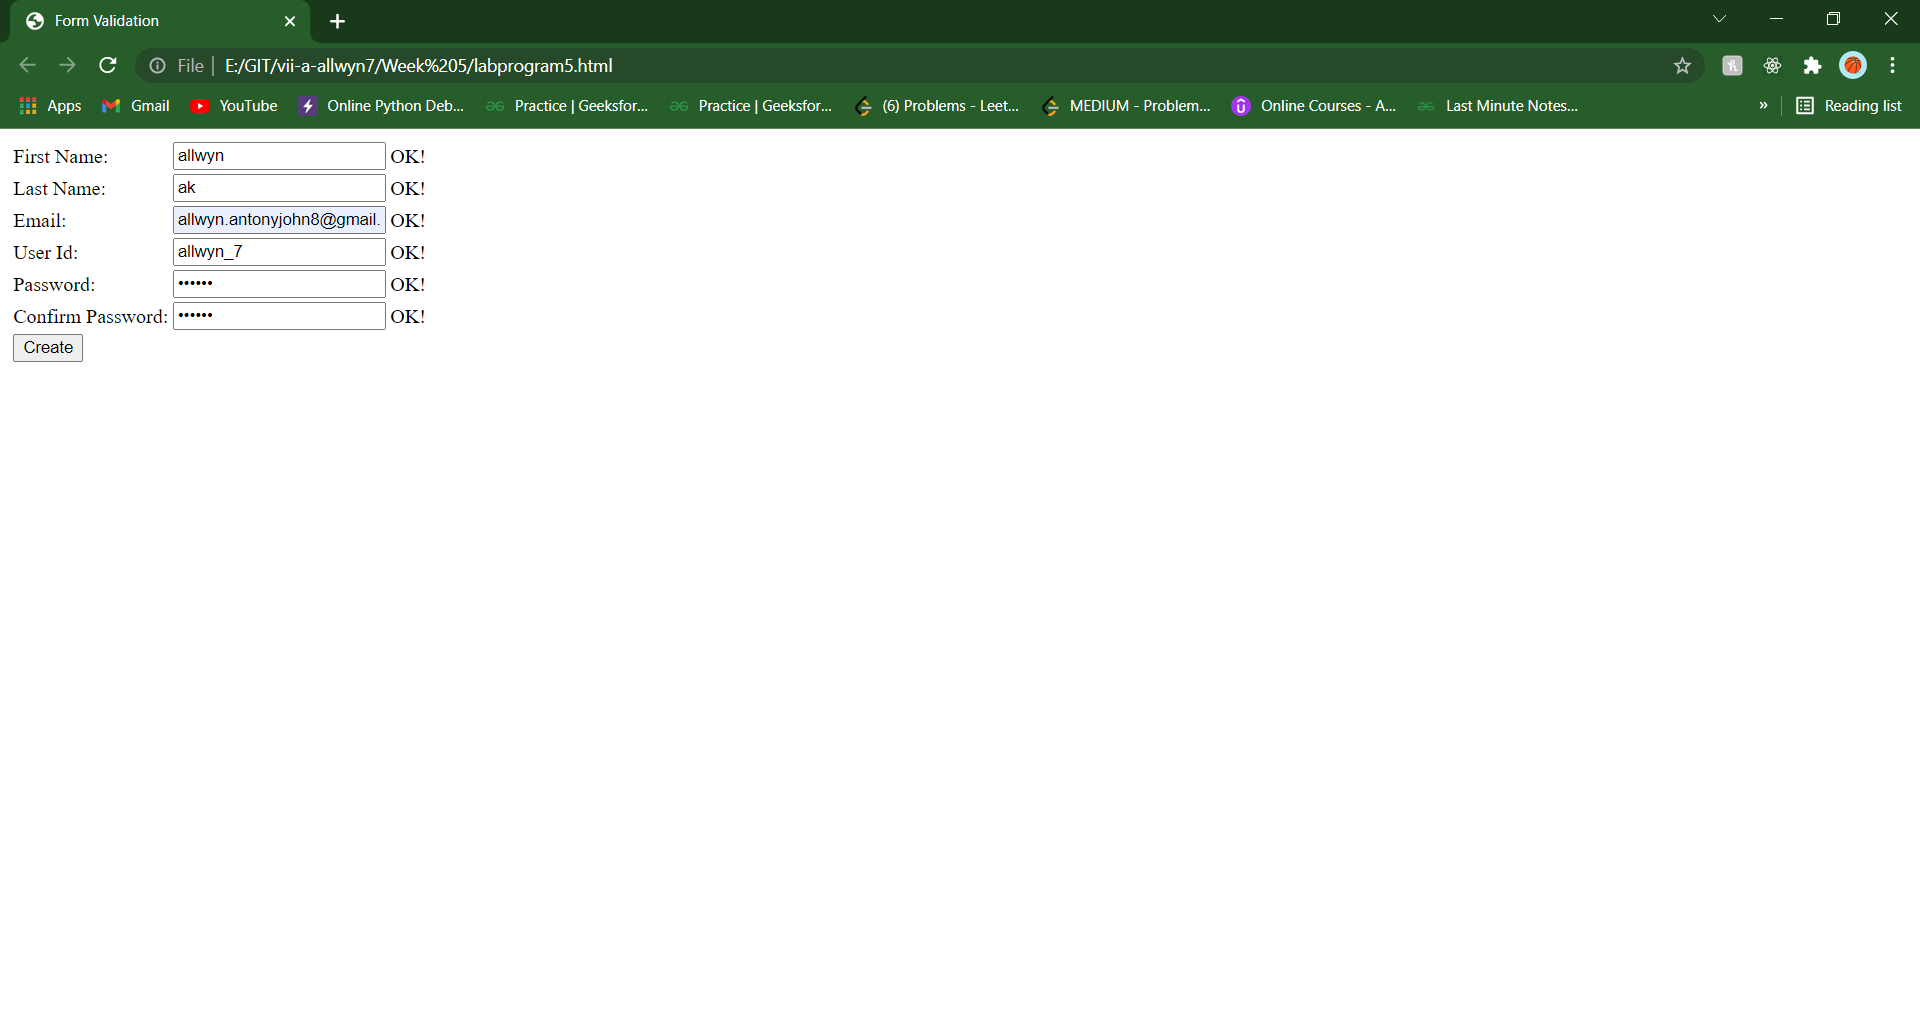 Form Validation
File | E:/GIT/vii-a-allwyn7/Week%205/labprogram5.html
Apps Gmail YouTube Online Python Deb... Practice | Geeksfor... Practice | Geeksfor... (6) Problems - Leet... MEDIUM - Problem... Online Courses - A... Last Minute Notes... » Reading list
First Name: allwyn OK!
Last Name: ak OK!
Email: allwyn.antonyjohn8@gmail. OK!
User Id: allwyn_7 OK!
Password: •••••• OK!
Confirm Password: •••••• OK!
Create